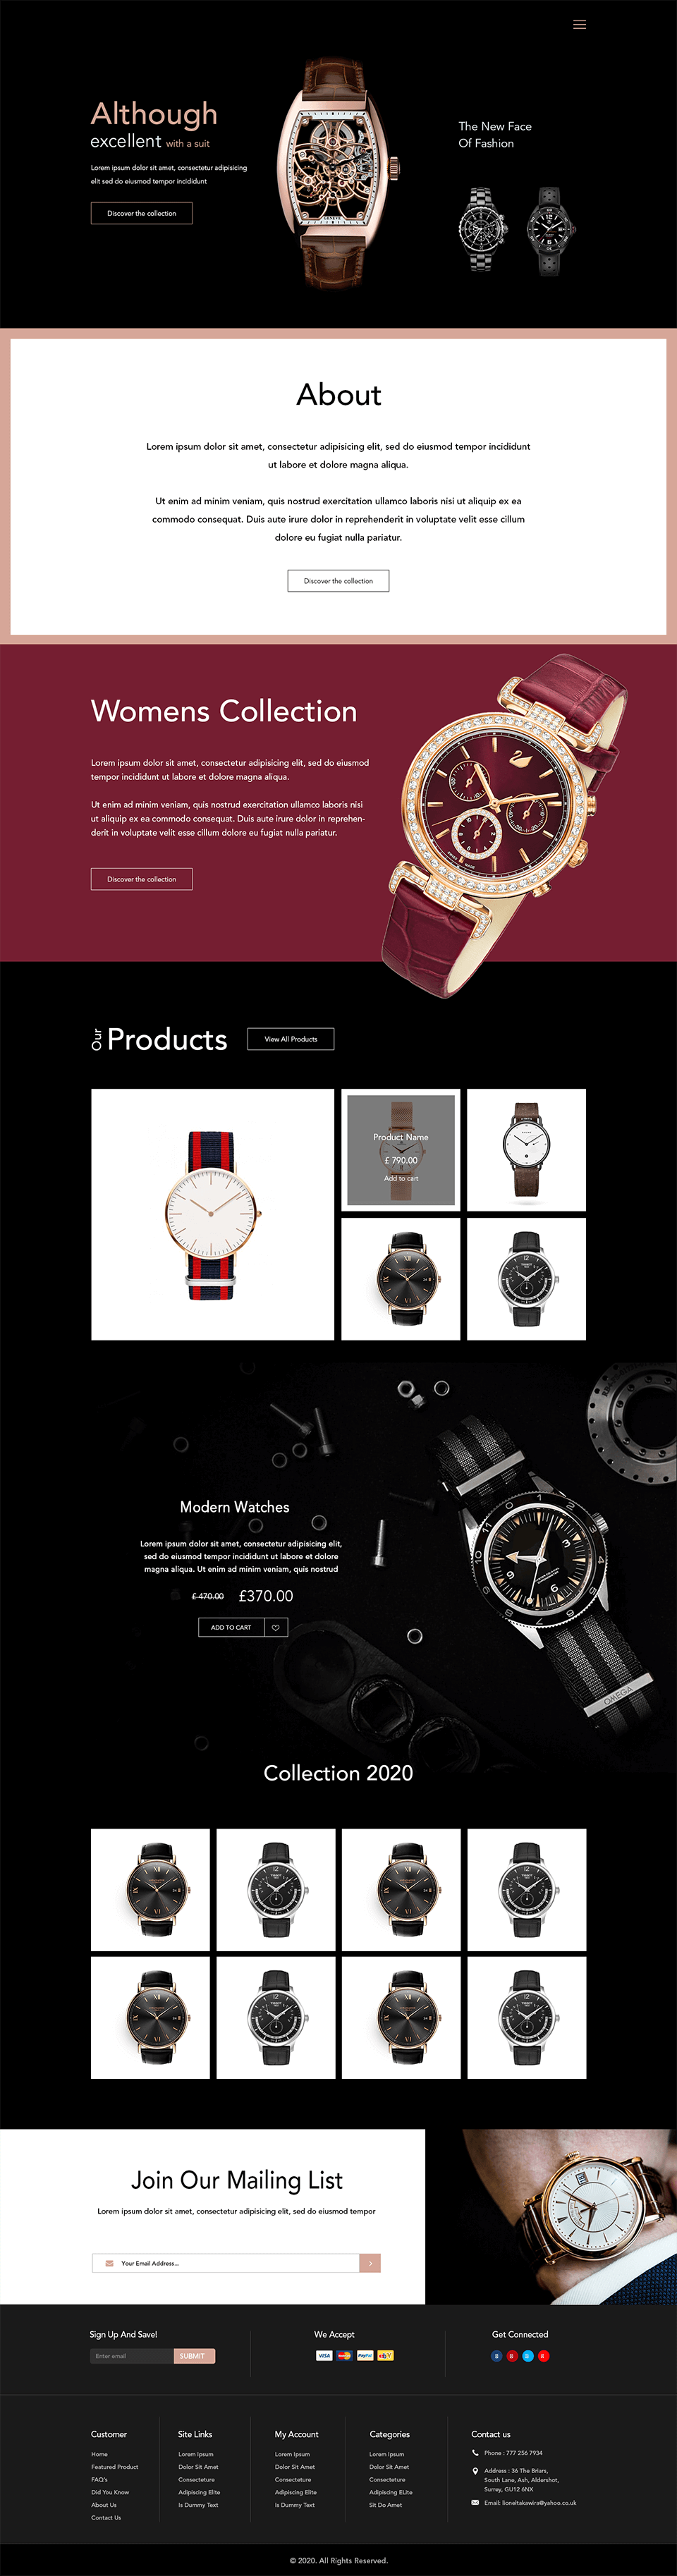 Although
excellent with a suit
Lorem ipsum dolor sit amet, consectetur adipisicing
elit sed do eiusmod tempor incididunt
Discover the collection
The New Face
Of Fashion
About
Lorem ipsum dolor sit amet, consectetur adipisicing elit, sed do eiusmod tempor incididunt
ut labore et dolore magna aliqua.
Ut enim ad minim veniam, quis nostrud exercitation ullamco laboris nisi ut aliquip ex ea
commodo consequat. Duis aute irure dolor in reprehenderit in voluptate velit esse cillum
dolore eu fugiat nulla pariatur.
Discover the collection
Womens Collection
Lorem ipsum dolor sit amet, consectetur adipisicing elit, sed do eiusmod
tempor incididunt ut labore et dolore magna aliqua.
Ut enim ad minim veniam, quis nostrud exercitation ullamco laboris nisi
ut aliquip ex ea commodo consequat. Duis aute irure dolor in reprehen-
derit in voluptate velit esse cillum dolore eu fugiat nulla pariatur.
Discover the collection
Our Products
View All Products
Product Name
£ 790.00
Add to cart
Modern Watches
Lorem ipsum dolor sit amet, consectetur adipisicing elit,
sed do eiusmod tempor incididunt ut labore et dolore
magna aliqua. Ut enim ad minim veniam, quis nostrud
£ 470.00 £370.00
ADD TO CART
OMEGA
Collection 2020
Join Our Mailing List
Lorem ipsum dolor sit amet, consectetur adipisicing elit, sed do eiusmod tempor
Your Email Address...
Sign Up And Save!
Enter email
SUBMIT
We Accept
VISA
PayPal
ebY
Get Connected
Customer
Home
Featured Product
FAQ's
Did You Know
About Us
Contact Us
Site Links
Lorem Ipsum
Dolor Sit Amet
Consecteture
Adipiscing Elite
Is Dummy Text
My Account
Lorem Ipsum
Dolor Sit Amet
Consecteture
Adipiscing Elite
Is Dummy Text
Categories
Lorem Ipsum
Dolor Sit Amet
Consecteture
Adipiscing ELite
Sit Do Amet
Contact us
Phone : 777 256 7934
Address : 36 The Briars,
South Lane, Ash, Aldershot,
Surrey, GU12 6NX
Email: lioneltakawira@yahoo.co.uk
© 2020. All Rights Reserved.